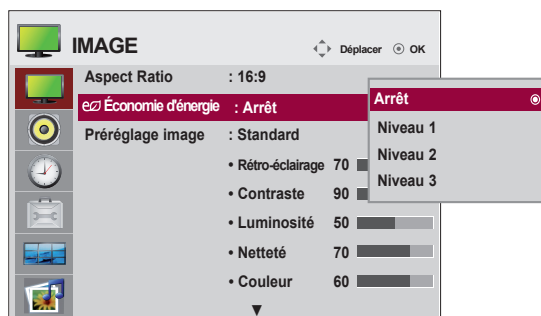 IMAGE
Déplacer OK
Aspect Ratio : 16:9
Économie d'énergie : Arrêt
Préréglage image : Standard
• Rétro-éclairage 70
• Contraste 90
• Luminosité 50
• Netteté 70
• Couleur 60
Arrêt
Niveau 1
Niveau 2
Niveau 3